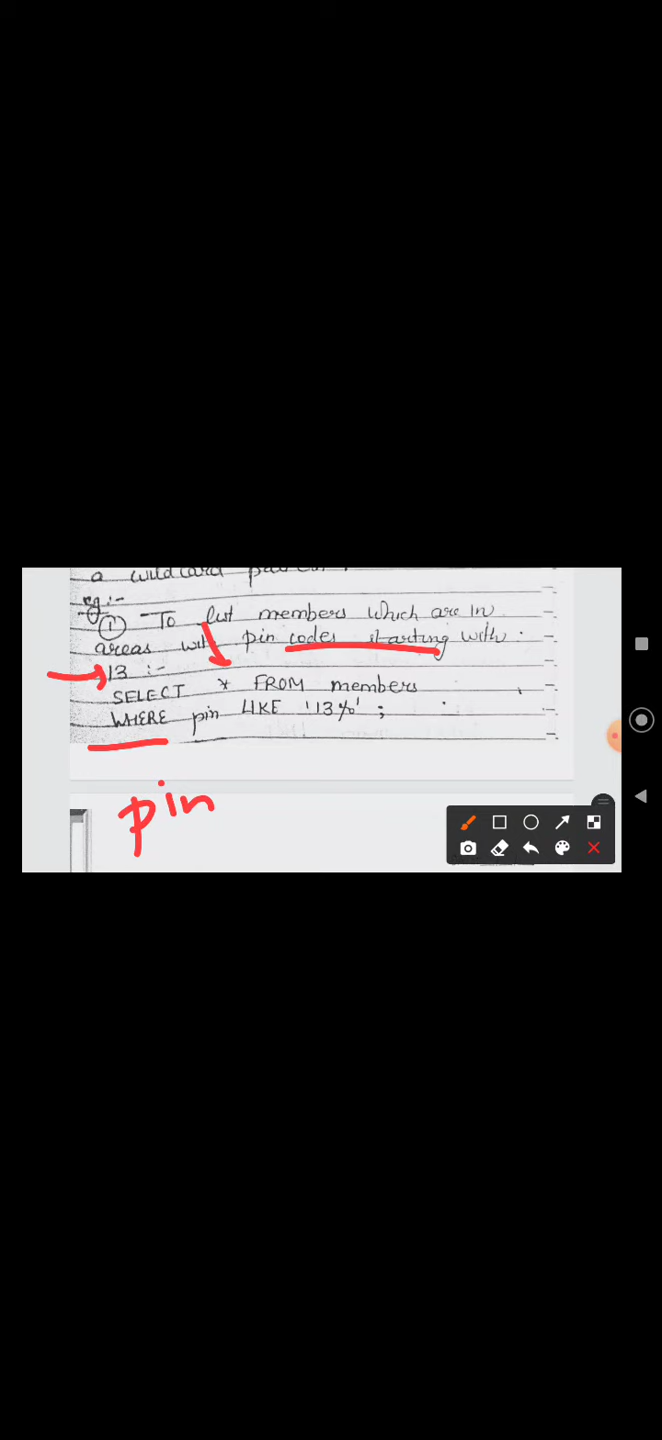 a wildcard
eg:-
① To list members which are in
areas with pin codes starting with
13 :-
SELECT * FROM members
WHERE pin LIKE '13%' ;
pin